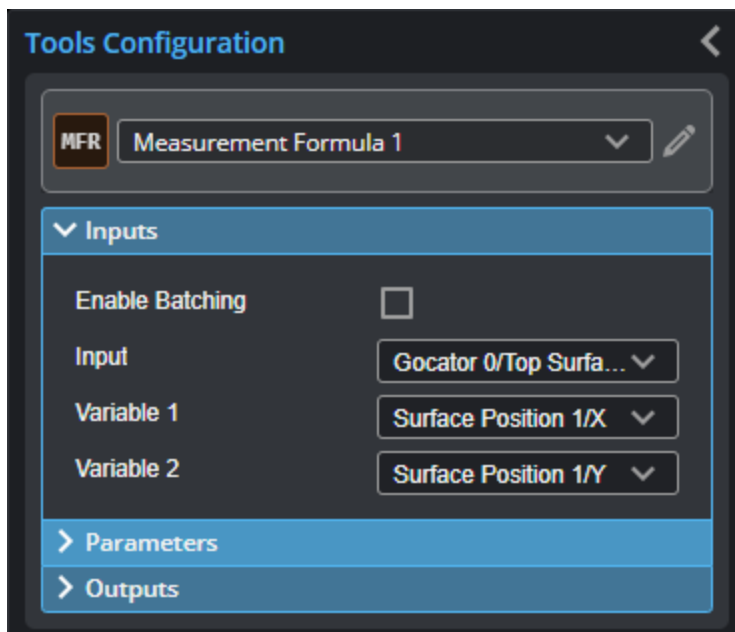 Tools Configuration
MFR Measurement Formula 1
Inputs
Enable Batching
Input Gocator 0/Top Surfa...
Variable 1 Surface Position 1/X
Variable 2 Surface Position 1/Y
Parameters
Outputs